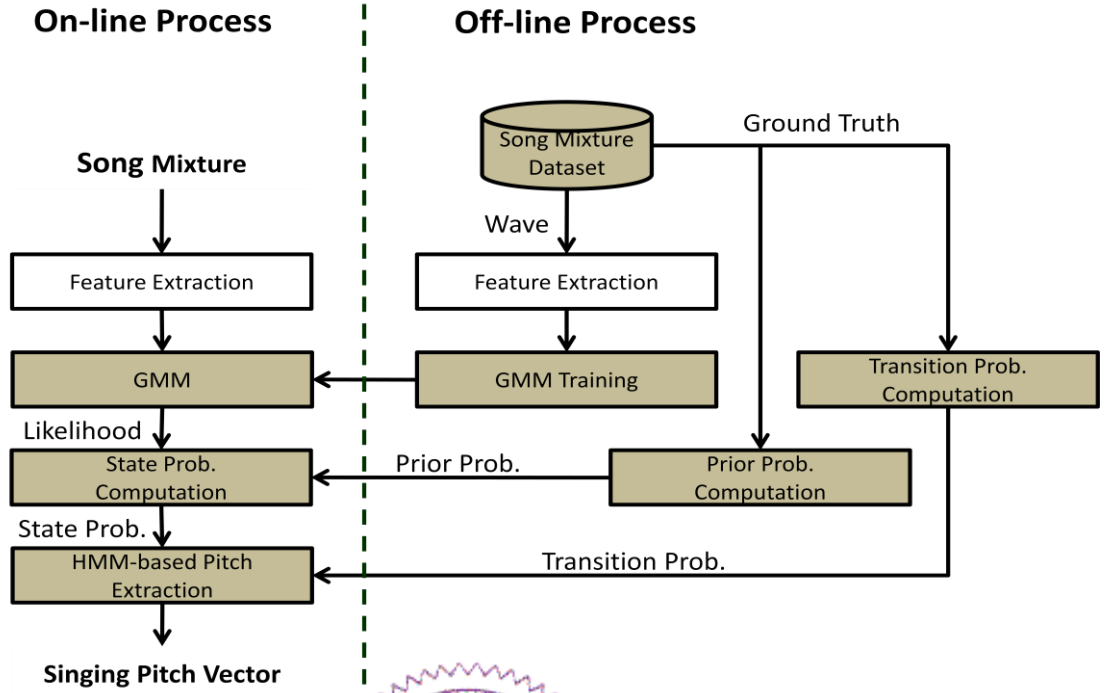 On-line Process
Off-line Process
Song Mixture
Dataset
Ground Truth
Song Mixture
Wave
Feature Extraction
Feature Extraction
GMM
GMM Training
Transition Prob.
Computation
Likelihood
State Prob.
Computation
Prior Prob.
Prior Prob.
Computation
State Prob.
HMM-based Pitch
Extraction
Transition Prob.
Singing Pitch Vector